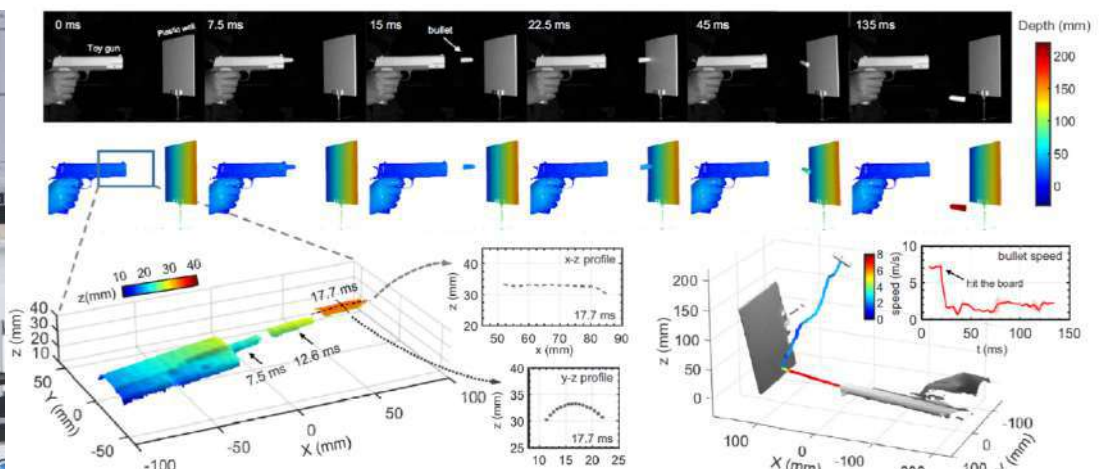 0 ms
7.5 ms
15 ms
22.5 ms
45 ms
135 ms
Depth (mm)
Toy gun
Plastic wall
bullet
200
150
100
50
0
10 20 30 40
z(mm)
17.7 ms
12.6 ms
7.5 ms
40
30
20
10
z (mm)
50
0
-50
Y (mm)
-100
-50
0
50
100
X (mm)
x-z profile
40
30
20
z (mm)
17.7 ms
50 60 70 80 90
x (mm)
y-z profile
40
35
30
25
z (mm)
17.7 ms
10 15 20 25
200
150
100
50
0
z (mm)
100
0
-100
-200
X (mm)
-100
0
100
8
6
4
2
0
speed (m/s)
10
5
0
bullet speed
hit the board
0 50 100 150
t (ms)